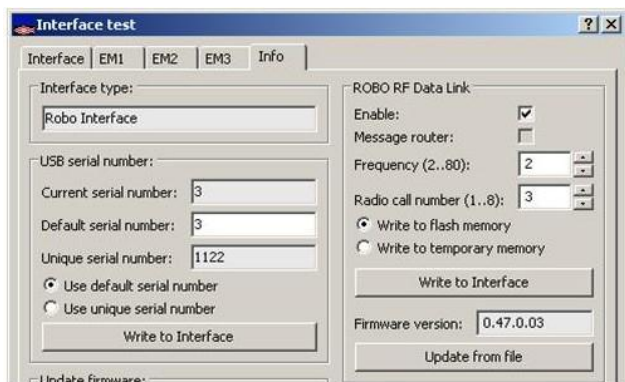 Interface test
Interface EM1 EM2 EM3 Info
Interface type:
Robo Interface
USB serial number:
Current serial number: 3
Default serial number: 3
Unique serial number: 1122
Use default serial number
Use unique serial number
Write to Interface
Update firmware:
ROBO RF Data Link
Enable:
Message router:
Frequency (2..80): 2
Radio call number (1..8): 3
Write to flash memory
Write to temporary memory
Write to Interface
Firmware version: 0.47.0.03
Update from file